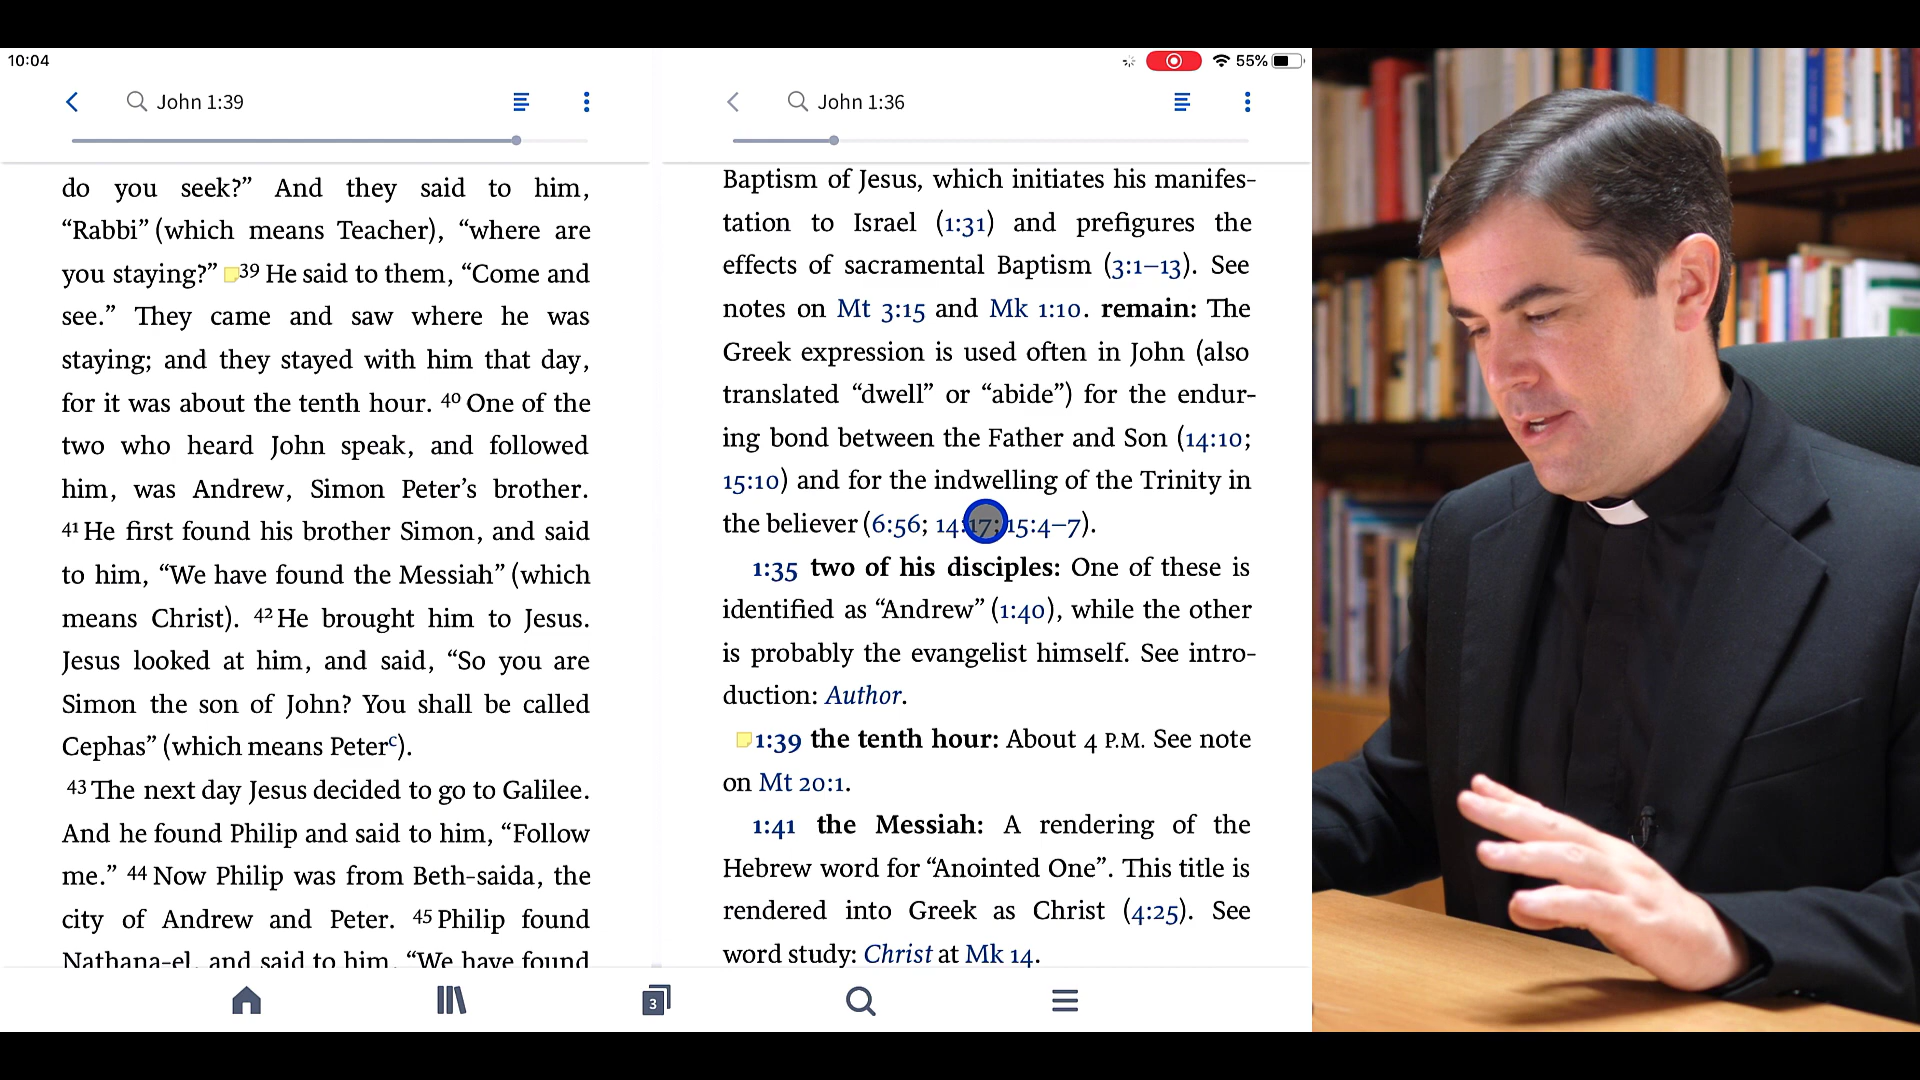 10:04
55%
John 1:39
do you seek?” And they said to him,
“Rabbi” (which means Teacher), “where are
you staying?” 39 He said to them, “Come and
see.” They came and saw where he was
staying; and they stayed with him that day,
for it was about the tenth hour. 40 One of the
two who heard John speak, and followed
him, was Andrew, Simon Peter’s brother.
41 He first found his brother Simon, and said
to him, “We have found the Messiah” (which
means Christ). 42 He brought him to Jesus.
Jesus looked at him, and said, “So you are
Simon the son of John? You shall be called
Cephas” (which means Peterc).
43 The next day Jesus decided to go to Galilee.
And he found Philip and said to him, “Follow
me.” 44 Now Philip was from Beth-saida, the
city of Andrew and Peter. 45 Philip found
Nathana-el, and said to him, “We have found
John 1:36
Baptism of Jesus, which initiates his manifes-
tation to Israel (1:31) and prefigures the
effects of sacramental Baptism (3:1–13). See
notes on Mt 3:15 and Mk 1:10. remain: The
Greek expression is used often in John (also
translated “dwell” or “abide”) for the endur-
ing bond between the Father and Son (14:10;
15:10) and for the indwelling of the Trinity in
the believer (6:56; 14:17; 15:4–7).
1:35 two of his disciples: One of these is
identified as “Andrew” (1:40), while the other
is probably the evangelist himself. See intro-
duction: Author.
1:39 the tenth hour: About 4 P.M. See note
on Mt 20:1.
1:41 the Messiah: A rendering of the
Hebrew word for “Anointed One”. This title is
rendered into Greek as Christ (4:25). See
word study: Christ at Mk 14.
3